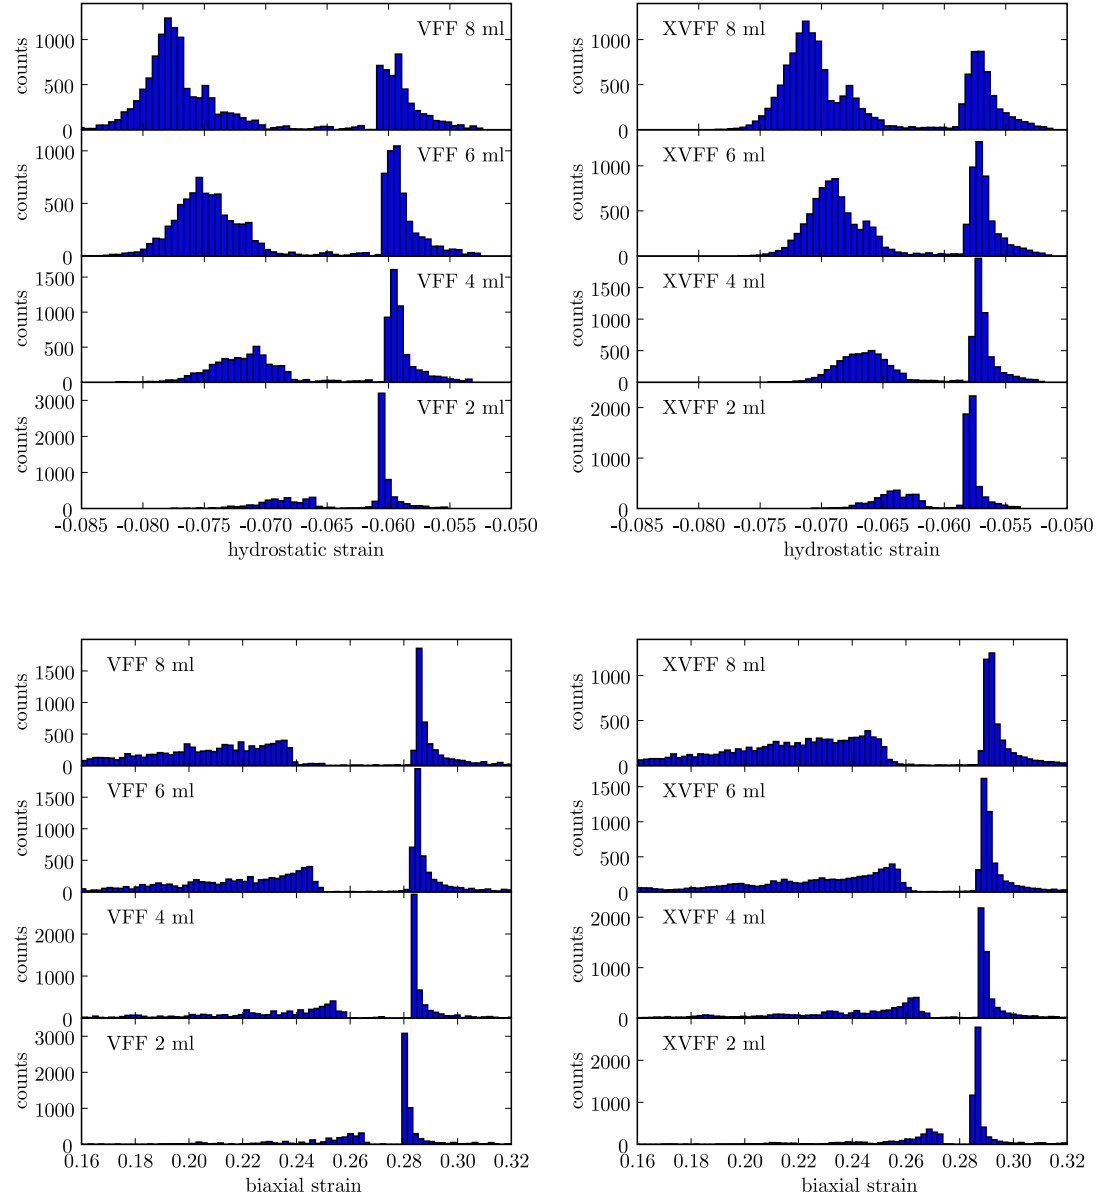 VFF 8 ml
counts
1000
500
0
XVFF 8 ml
counts
1000
500
0
VFF 6 ml
counts
1000
500
0
XVFF 6 ml
counts
1000
500
0
VFF 4 ml
counts
1500
1000
500
0
XVFF 4 ml
counts
1500
1000
500
0
VFF 2 ml
counts
3000
2000
1000
0
XVFF 2 ml
counts
2000
1000
0
-0.085 -0.080 -0.075 -0.070 -0.065 -0.060 -0.055 -0.050
hydrostatic strain
-0.085 -0.080 -0.075 -0.070 -0.065 -0.060 -0.055 -0.050
hydrostatic strain
VFF 8 ml
counts
1500
1000
500
0
XVFF 8 ml
counts
1000
500
0
VFF 6 ml
counts
1500
1000
500
0
XVFF 6 ml
counts
1500
1000
500
0
VFF 4 ml
counts
2000
1000
0
XVFF 4 ml
counts
2000
1000
0
VFF 2 ml
counts
3000
2000
1000
0
XVFF 2 ml
counts
2000
1000
0
0.16 0.18 0.20 0.22 0.24 0.26 0.28 0.30 0.32
biaxial strain
0.16 0.18 0.20 0.22 0.24 0.26 0.28 0.30 0.32
biaxial strain